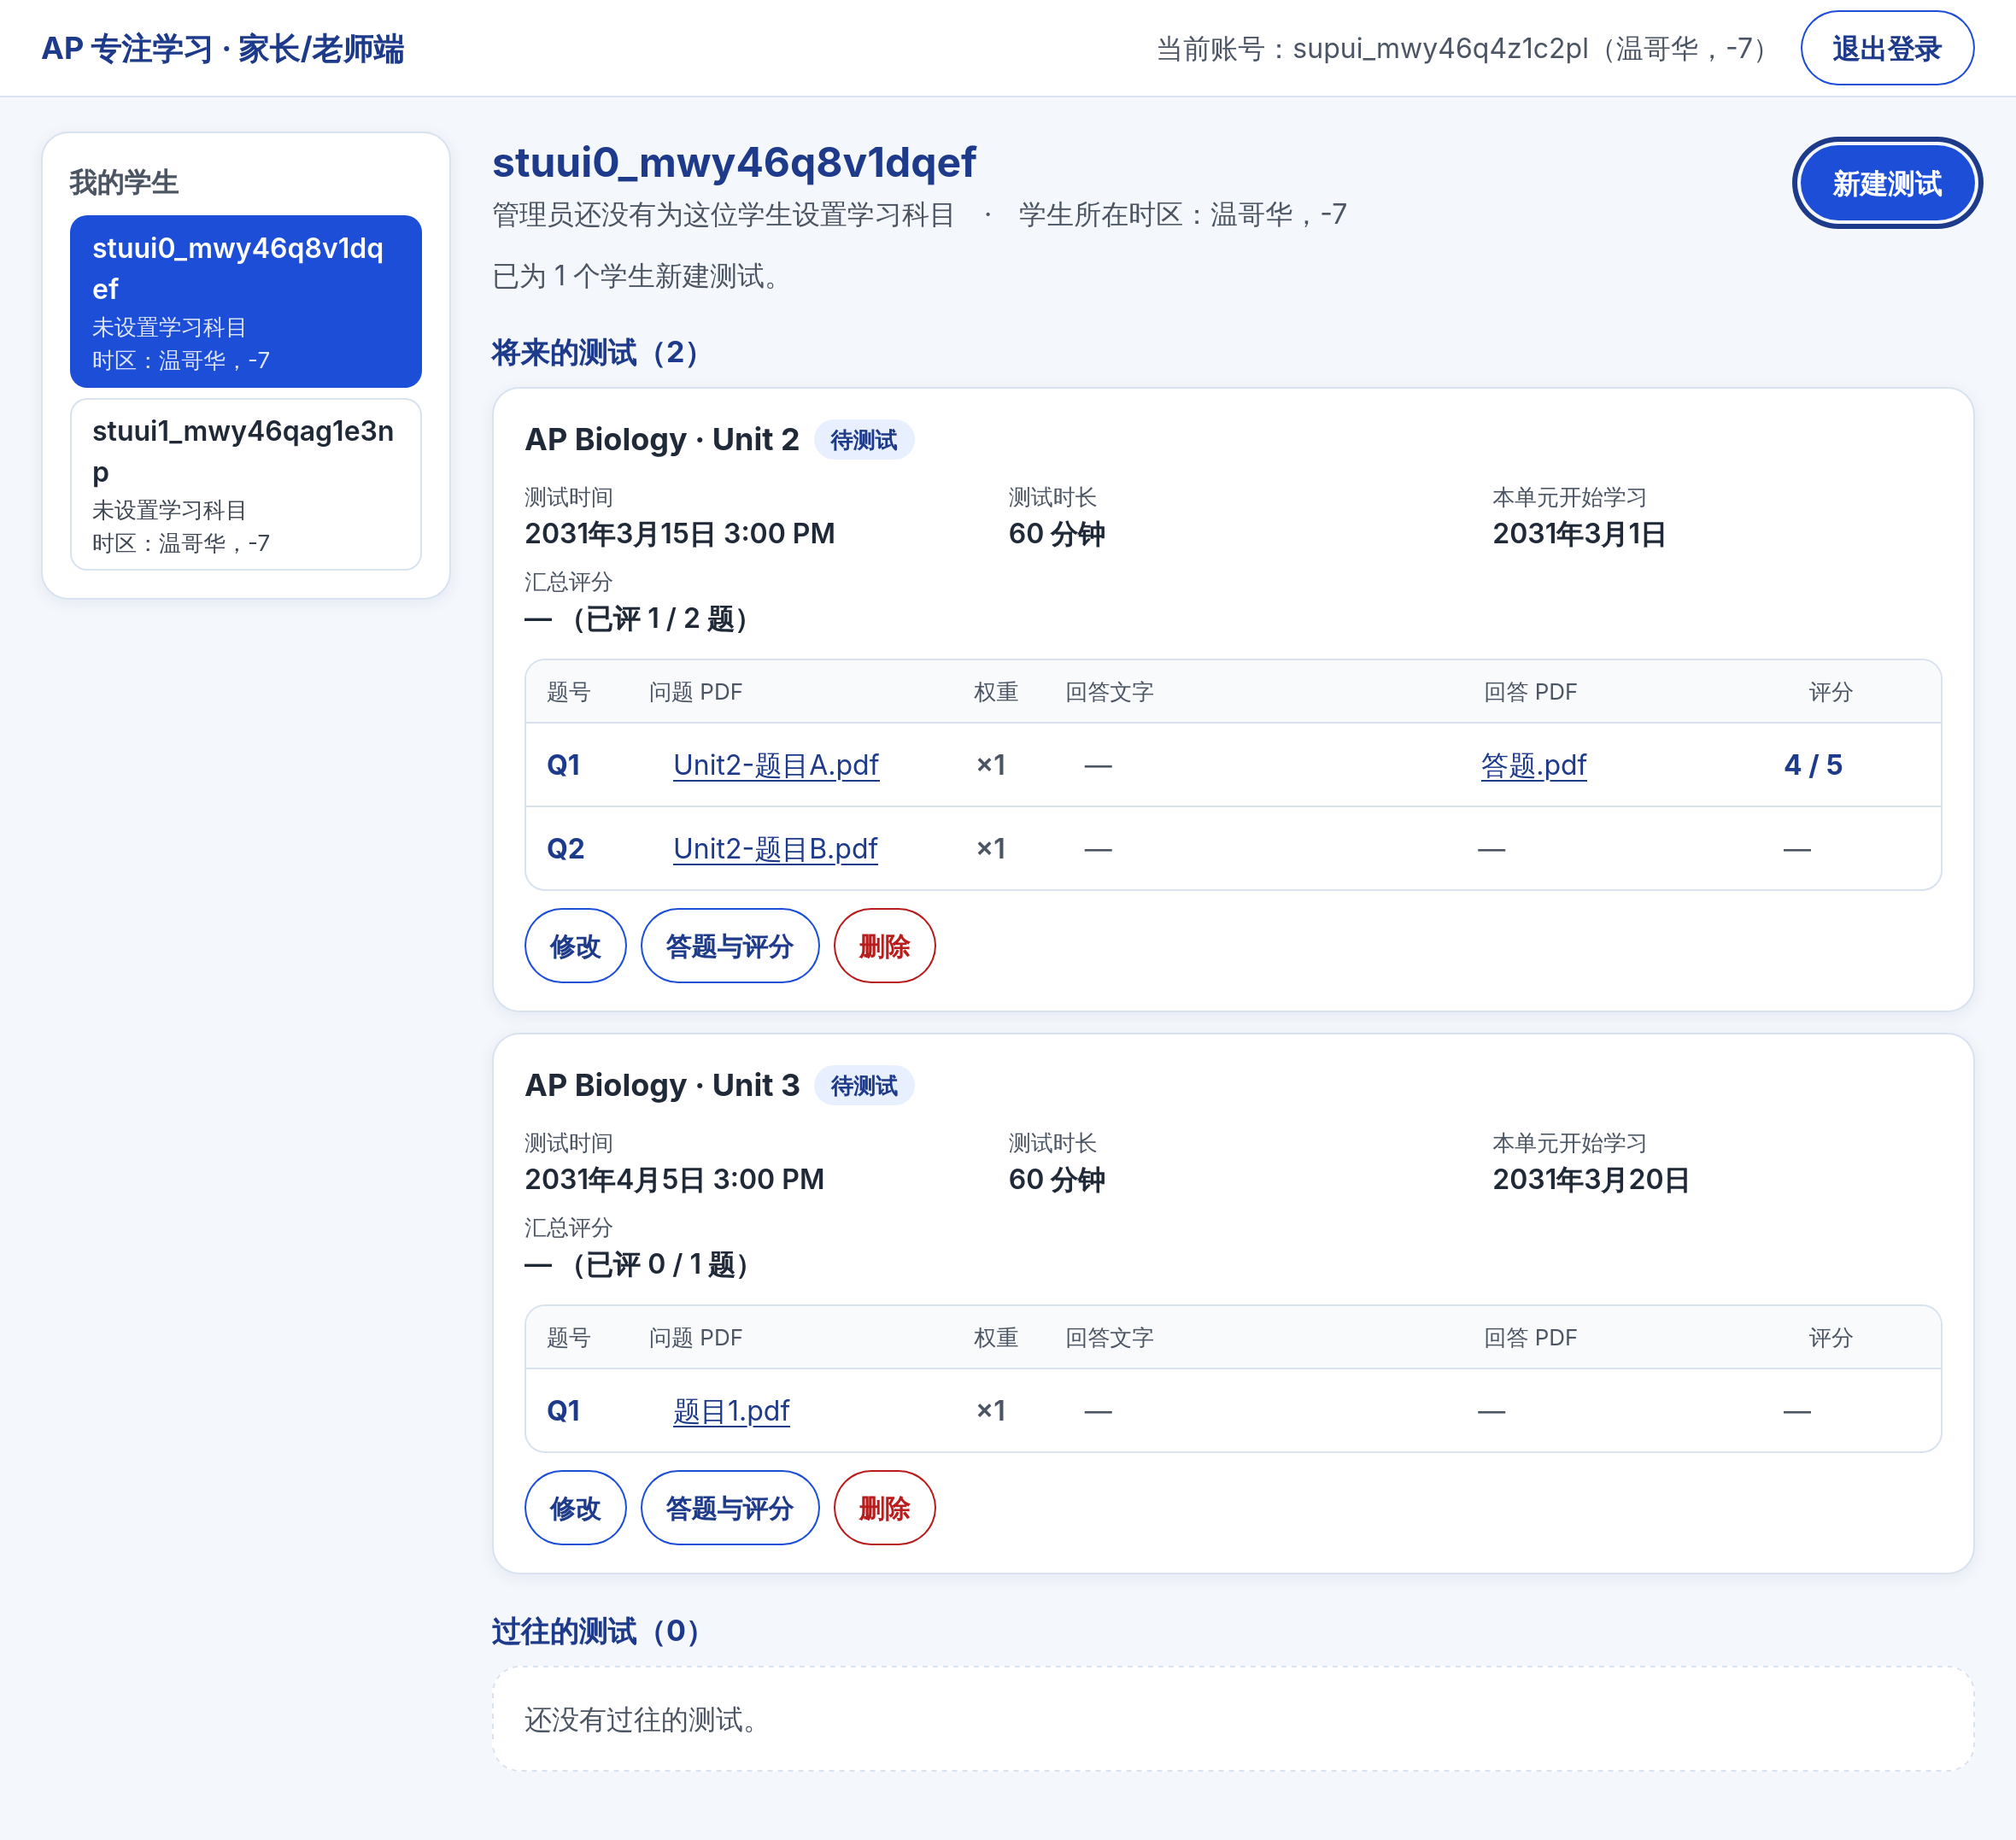 AP 专注学习 · 家长/老师端
当前账号：supui_mwy46q4z1c2pl（温哥华，-7）
退出登录
我的学生
stuui0_mwy46q8v1dq
ef
未设置学习科目
时区：温哥华，-7
stuui1_mwy46qag1e3n
p
未设置学习科目
时区：温哥华，-7
stuui0_mwy46q8v1dqef
新建测试
管理员还没有为这位学生设置学习科目 · 学生所在时区：温哥华，-7
已为 1 个学生新建测试。
将来的测试（2）
AP Biology · Unit 2 待测试
测试时间 测试时长 本单元开始学习
2031年3月15日 3:00 PM 60 分钟 2031年3月1日
汇总评分
— （已评 1 / 2 题）
题号 问题 PDF 权重 回答文字 回答 PDF 评分
Q1 Unit2-题目A.pdf ×1 — 答题.pdf 4 / 5
Q2 Unit2-题目B.pdf ×1 — — —
修改 答题与评分 删除
AP Biology · Unit 3 待测试
测试时间 测试时长 本单元开始学习
2031年4月5日 3:00 PM 60 分钟 2031年3月20日
汇总评分
— （已评 0 / 1 题）
题号 问题 PDF 权重 回答文字 回答 PDF 评分
Q1 题目1.pdf ×1 — — —
修改 答题与评分 删除
过往的测试（0）
还没有过往的测试。